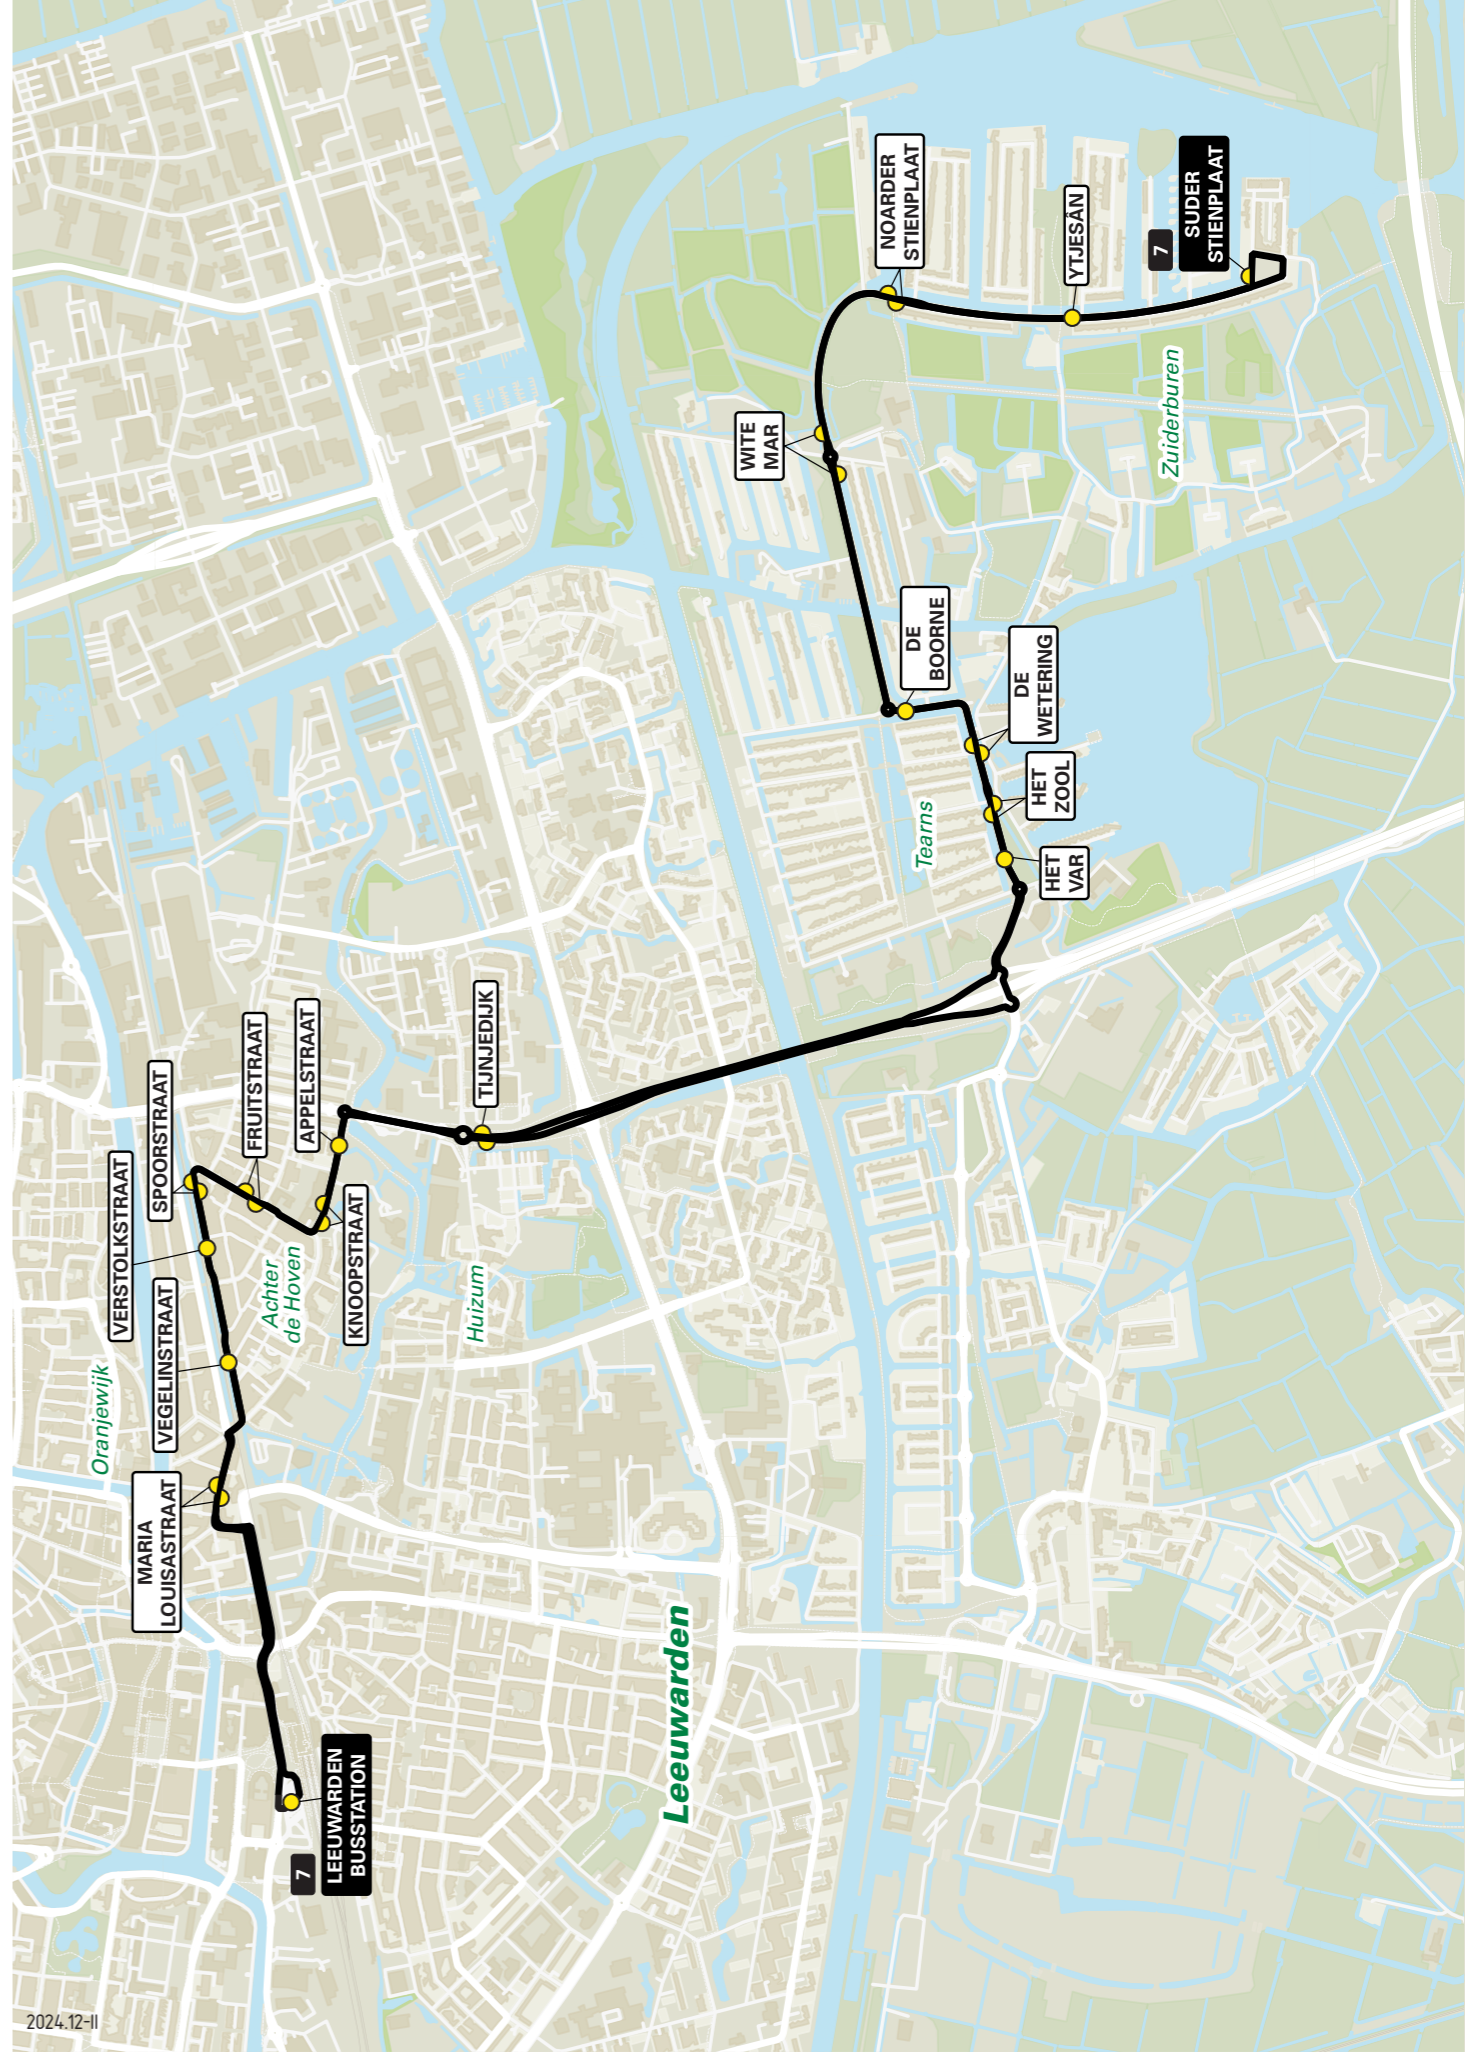 7
LEEUWARDEN
BUSSTATION
MARIA
LOUISASTRAAT
VEGELINSTRAAT
VERSTOLKSTRAAT
SPOORSTRAAT
FRUITSTRAAT
KNOOPSTRAAT
APPELSTRAAT
TIJNJEDIJK
HET
VAR
HET
ZOOL
DE
WETERING
DE
BOORNE
WITE
MAR
NOARDER
STIENPLAAT
YTJESÂN
7
SUDER
STIENPLAAT
Oranjewijk
Achter
de Hoven
Huizum
Leeuwarden
Tearns
Zuiderburen
2024.12-II